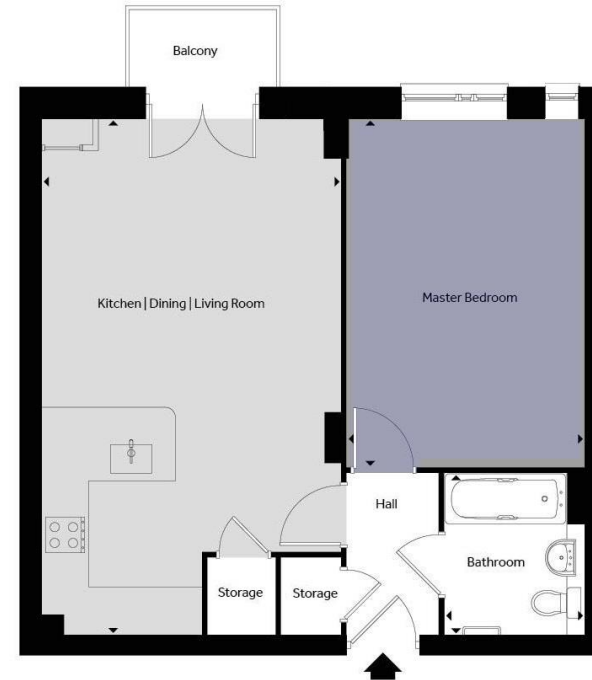 Balcony
Kitchen | Dining | Living Room
Master Bedroom
Hall
Bathroom
Storage
Storage